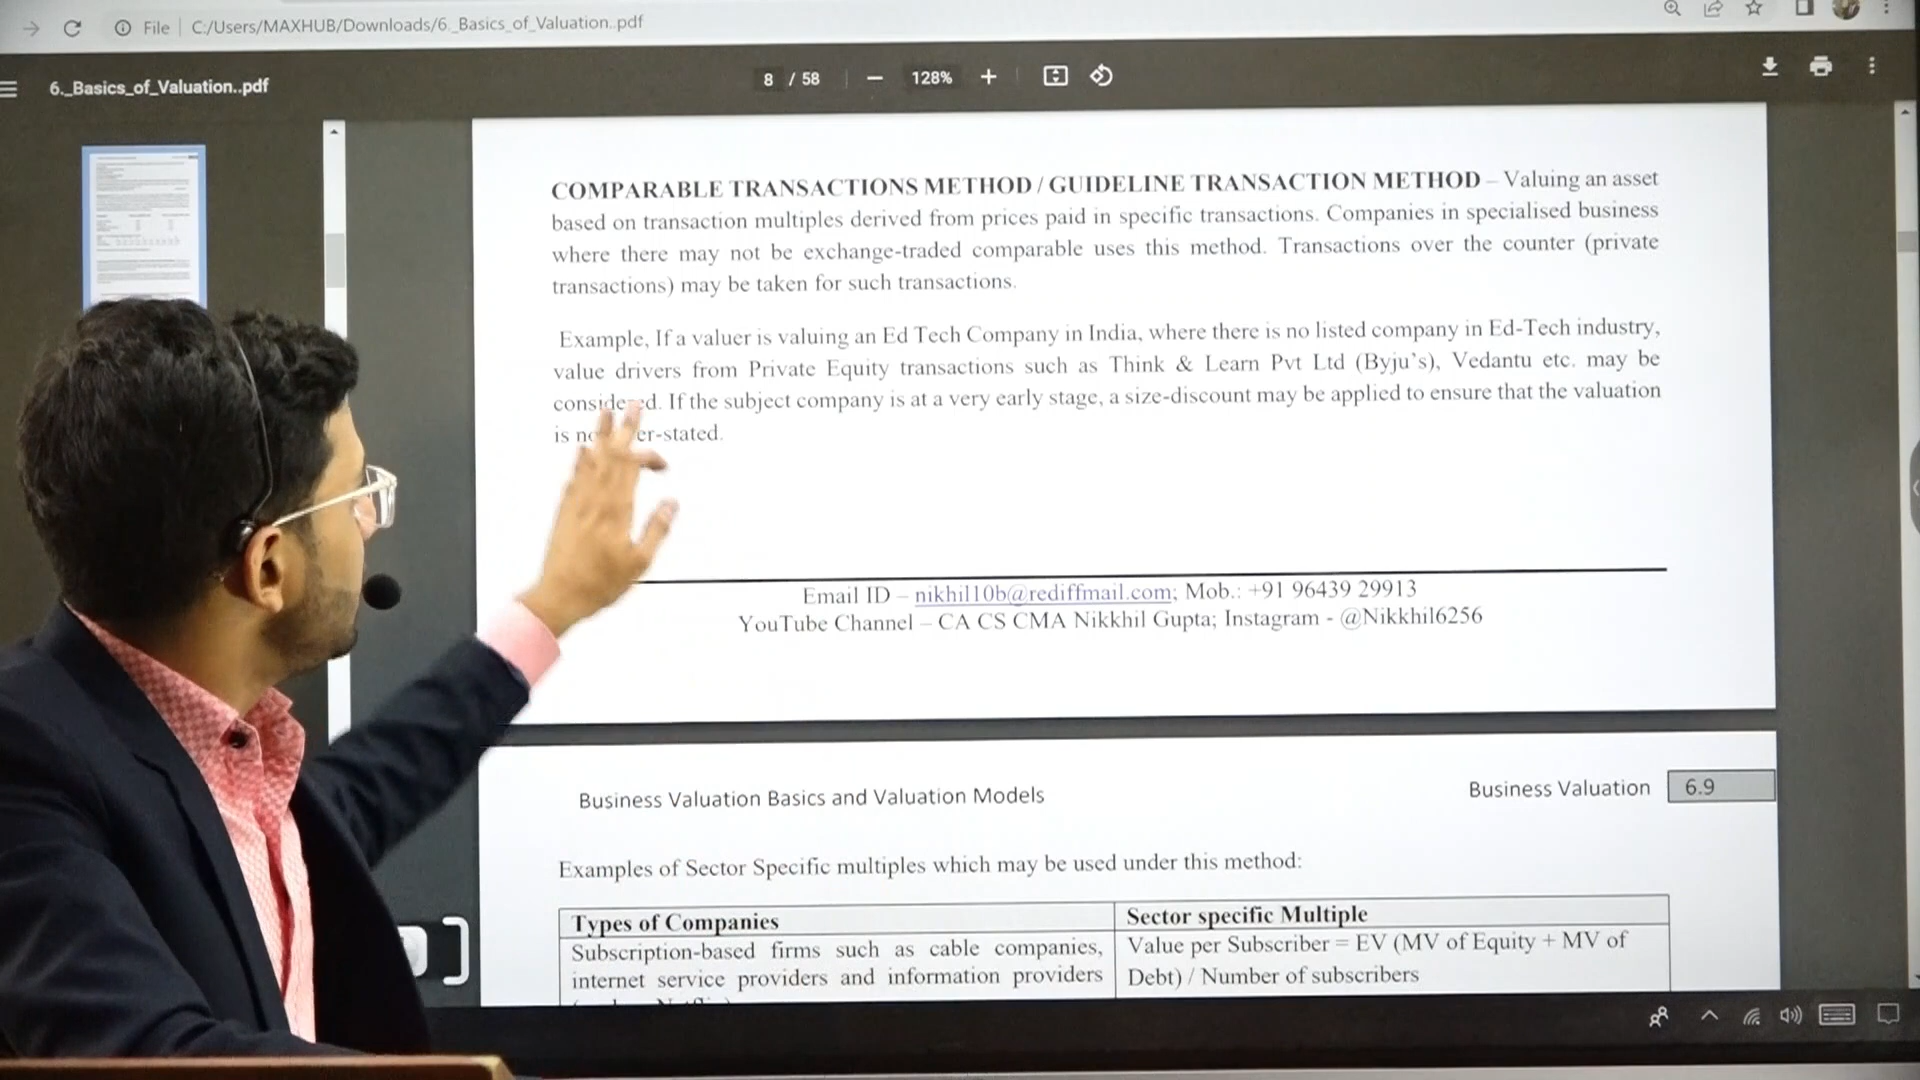 File | C:/Users/MAXHUB/Downloads/6._Basics_of_Valuation..pdf
6._Basics_of_Valuation..pdf
8 / 58
128%
COMPARABLE TRANSACTIONS METHOD / GUIDELINE TRANSACTION METHOD – Valuing an asset
based on transaction multiples derived from prices paid in specific transactions. Companies in specialised business
where there may not be exchange-traded comparable uses this method. Transactions over the counter (private
transactions) may be taken for such transactions.
Example, If a valuer is valuing an Ed Tech Company in India, where there is no listed company in Ed-Tech industry,
value drivers from Private Equity transactions such as Think & Learn Pvt Ltd (Byju's), Vedantu etc. may be
considered. If the subject company is at a very early stage, a size-discount may be applied to ensure that the valuation
is er-stated.
Email ID – nikhil10b@rediffmail.com; Mob.: +91 96439 29913
YouTube Channel – CA CS CMA Nikkhil Gupta; Instagram - @Nikkhil6256
Business Valuation Basics and Valuation Models
Business Valuation 6.9
Examples of Sector Specific multiples which may be used under this method:
Types of Companies
Sector specific Multiple
Subscription-based firms such as cable companies,
internet service providers and information providers
Value per Subscriber = EV (MV of Equity + MV of
Debt) / Number of subscribers